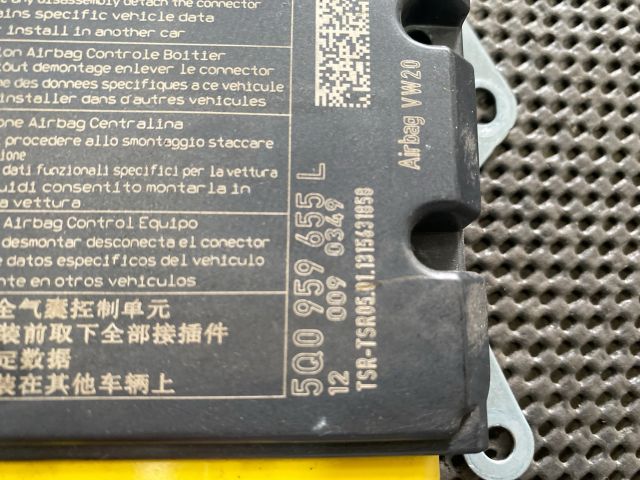 any disassembly detach the connector
ains specific vehicle data
r install in another car
ion Airbag Controle Boîtier
tout demontage enlever le connector
ne des données specifiques a ce vehicule
installer dans d'autres vehicules
one Airbag Centralina
procedere allo smontaggio staccare
ione
dati funzionali specifici per la vettura
uidi consentito montarla in
a vettura
Airbag Control Equipo
desmontar desconecta el conector
e datos especificos del vehiculo
nte en otros vehiculos
全气囊控制单元
装前取下全部接插件
定数据
装在其他车辆上
5Q0 959 655 L
12 009 0349
TSR-TSR05.01.1315631850
Airbag VW20